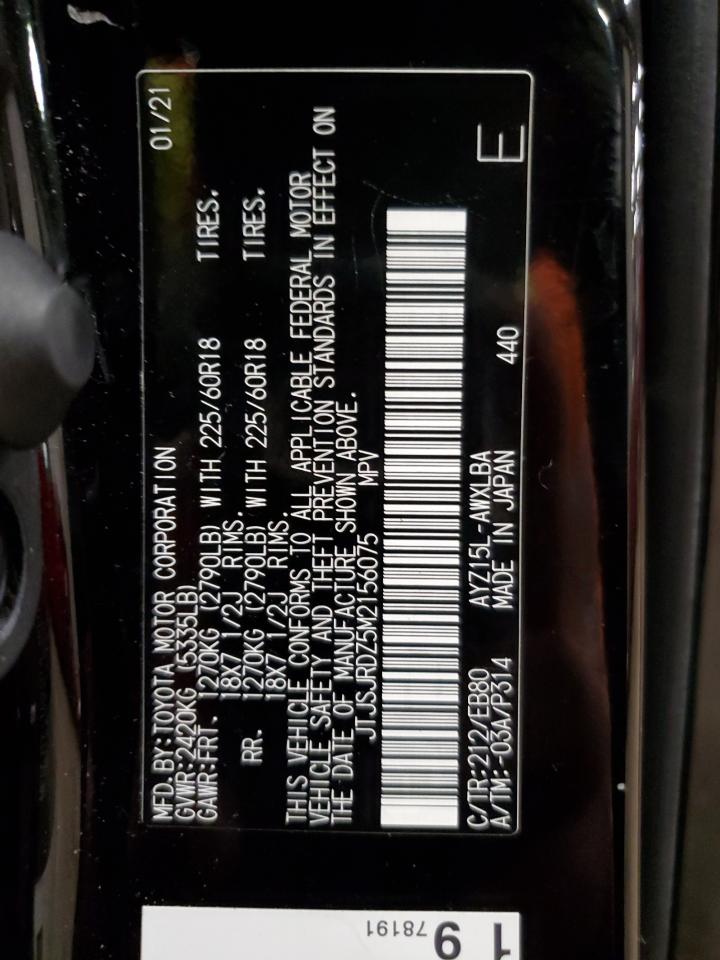 MFD.BY:TOYOTA MOTOR CORPORATION 01/21
GVWR:2420KG (5335LB)
GAWR:FRT. 1270KG (2790LB) WITH 225/60R18 TIRES.
18X7 1/2J RIMS.
RR. 1270KG (2790LB) WITH 225/60R18 TIRES.
18X7 1/2J RIMS.
THIS VEHICLE CONFORMS TO ALL APPLICABLE FEDERAL MOTOR
VEHICLE SAFETY AND THEFT PREVENTION STANDARDS IN EFFECT ON
THE DATE OF MANUFACTURE SHOWN ABOVE.
JTJSJRDZ5M2156075 MPV
C/TR:212/EB80 AYZ15L-AWXLBA E
A/TM:-03A/P314 MADE IN JAPAN 440
78191
1 9